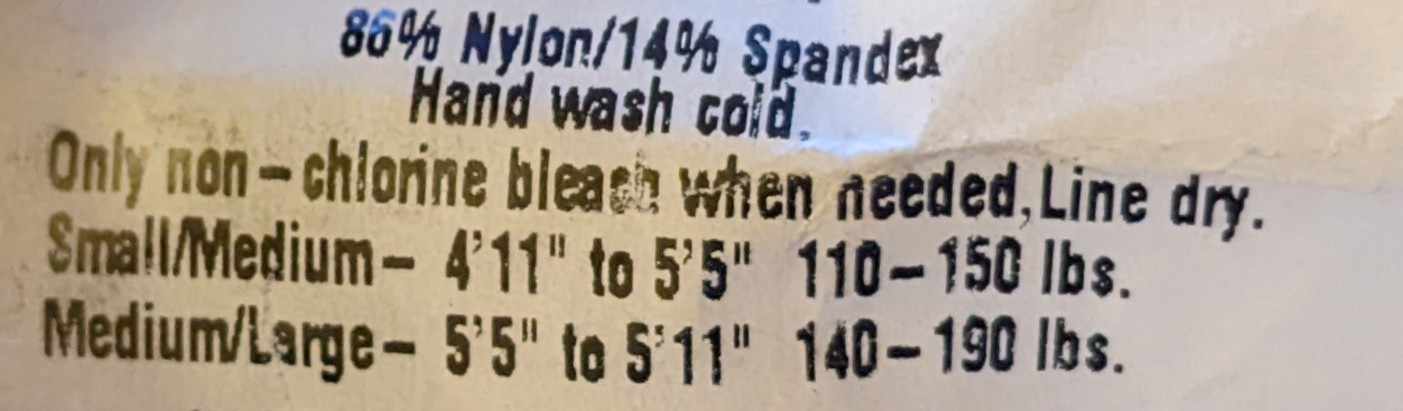 86% Nylon/14% Spandex
Hand wash cold.
Only non-chlorine bleach when needed, Line dry.
Small/Medium- 4'11" to 5'5" 110-150 lbs.
Medium/Large- 5'5" to 5'11" 140-190 lbs.